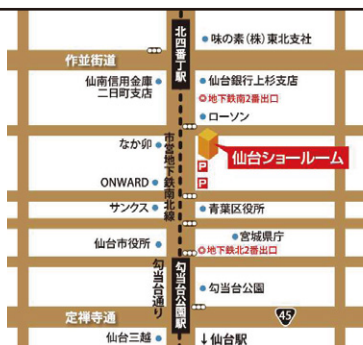 北四番丁駅
味の素(株)東北支社
作並街道
仙南信用金庫
二日町支店
仙台銀行上杉支店
地下鉄南2番出口
ローソン
なか卯
市営地下鉄南北線
仙台ショールーム
P
P
ONWARD
サンクス
青葉区役所
仙台市役所
宮城県庁
地下鉄北2番出口
勾当台通り
勾当台公園駅
勾当台公園
定禅寺通
45
仙台三越
↓仙台駅